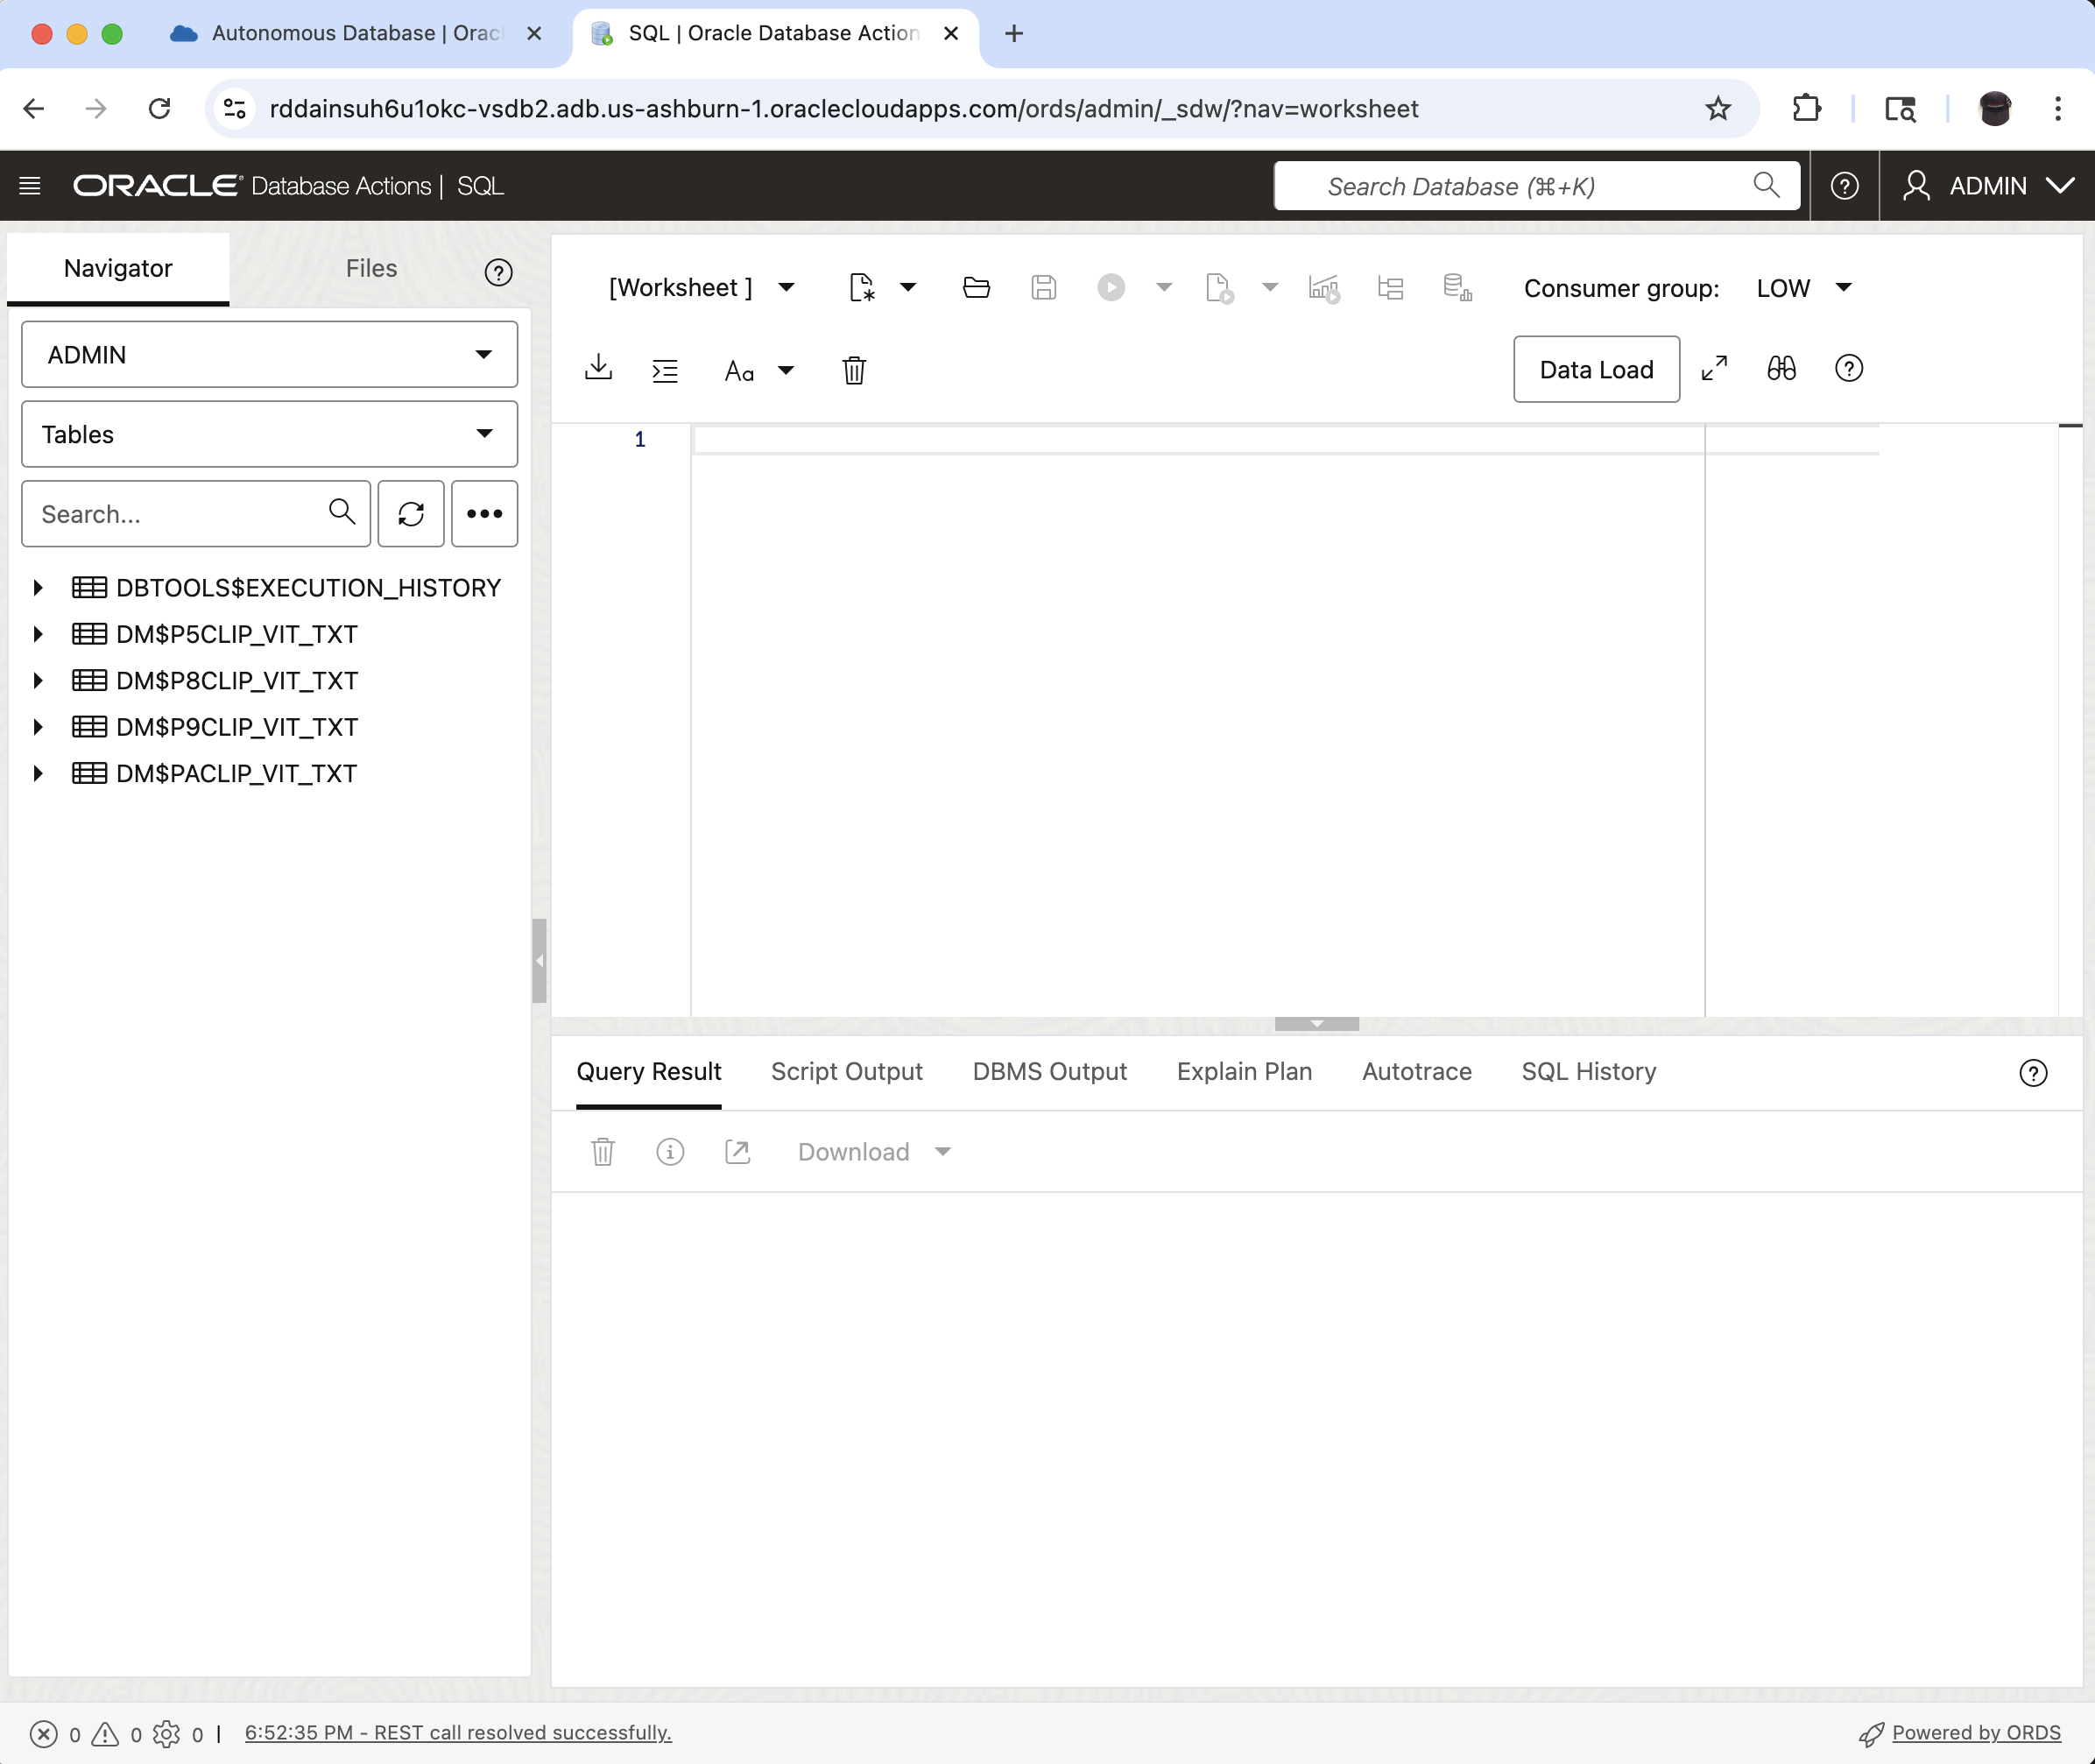 Autonomous Database | Orac
SQL | Oracle Database Action
rddainsuh6u1okc-vsdb2.adb.us-ashburn-1.oraclecloudapps.com/ords/admin/_sdw/?nav=worksheet
ORACLE® Database Actions | SQL
Search Database (⌘+K)
ADMIN
Navigator
Files
ADMIN
Tables
Search...
DBTOOLS$EXECUTION_HISTORY
DM$P5CLIP_VIT_TXT
DM$P8CLIP_VIT_TXT
DM$P9CLIP_VIT_TXT
DM$PACLIP_VIT_TXT
[Worksheet ]
Consumer group: LOW
Aa
Data Load
1
Query Result
Script Output
DBMS Output
Explain Plan
Autotrace
SQL History
Download
0 0 0 | 6:52:35 PM - REST call resolved successfully.
Powered by ORDS